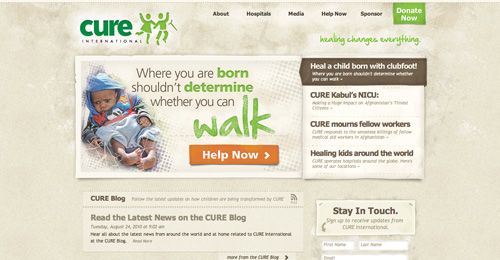 cure
INTERNATIONAL
About Hospitals Media Help Now Sponsor
Donate
Now
healing changes everything.
Where you are born
shouldn't determine
whether you can
walk
Help Now >
Heal a child born with clubfoot!
Where you are born shouldn't determine whether
you can walk »
CURE Kabul's NICU:
Making a Huge Impact on Afghanistan's Tiniest
Citizens »
CURE mourns fellow workers
CURE responds to the senseless killings of fellow
medical aid workers in Afghanistan »
Healing kids around the world
CURE operates hospitals around the globe. Here's
some of our locations »
CURE Blog Follow the latest updates on how children are being transformed by CURE
Read the Latest News on the CURE Blog
Tuesday, August 24, 2010 at 9:02 am
Hear all about the latest news from around the world and at home related to CURE International
at the CURE Blog. Read More
more from the CURE Blog
Stay In Touch.
Sign up to receive updates from
CURE International.
First Name Last Name
Email